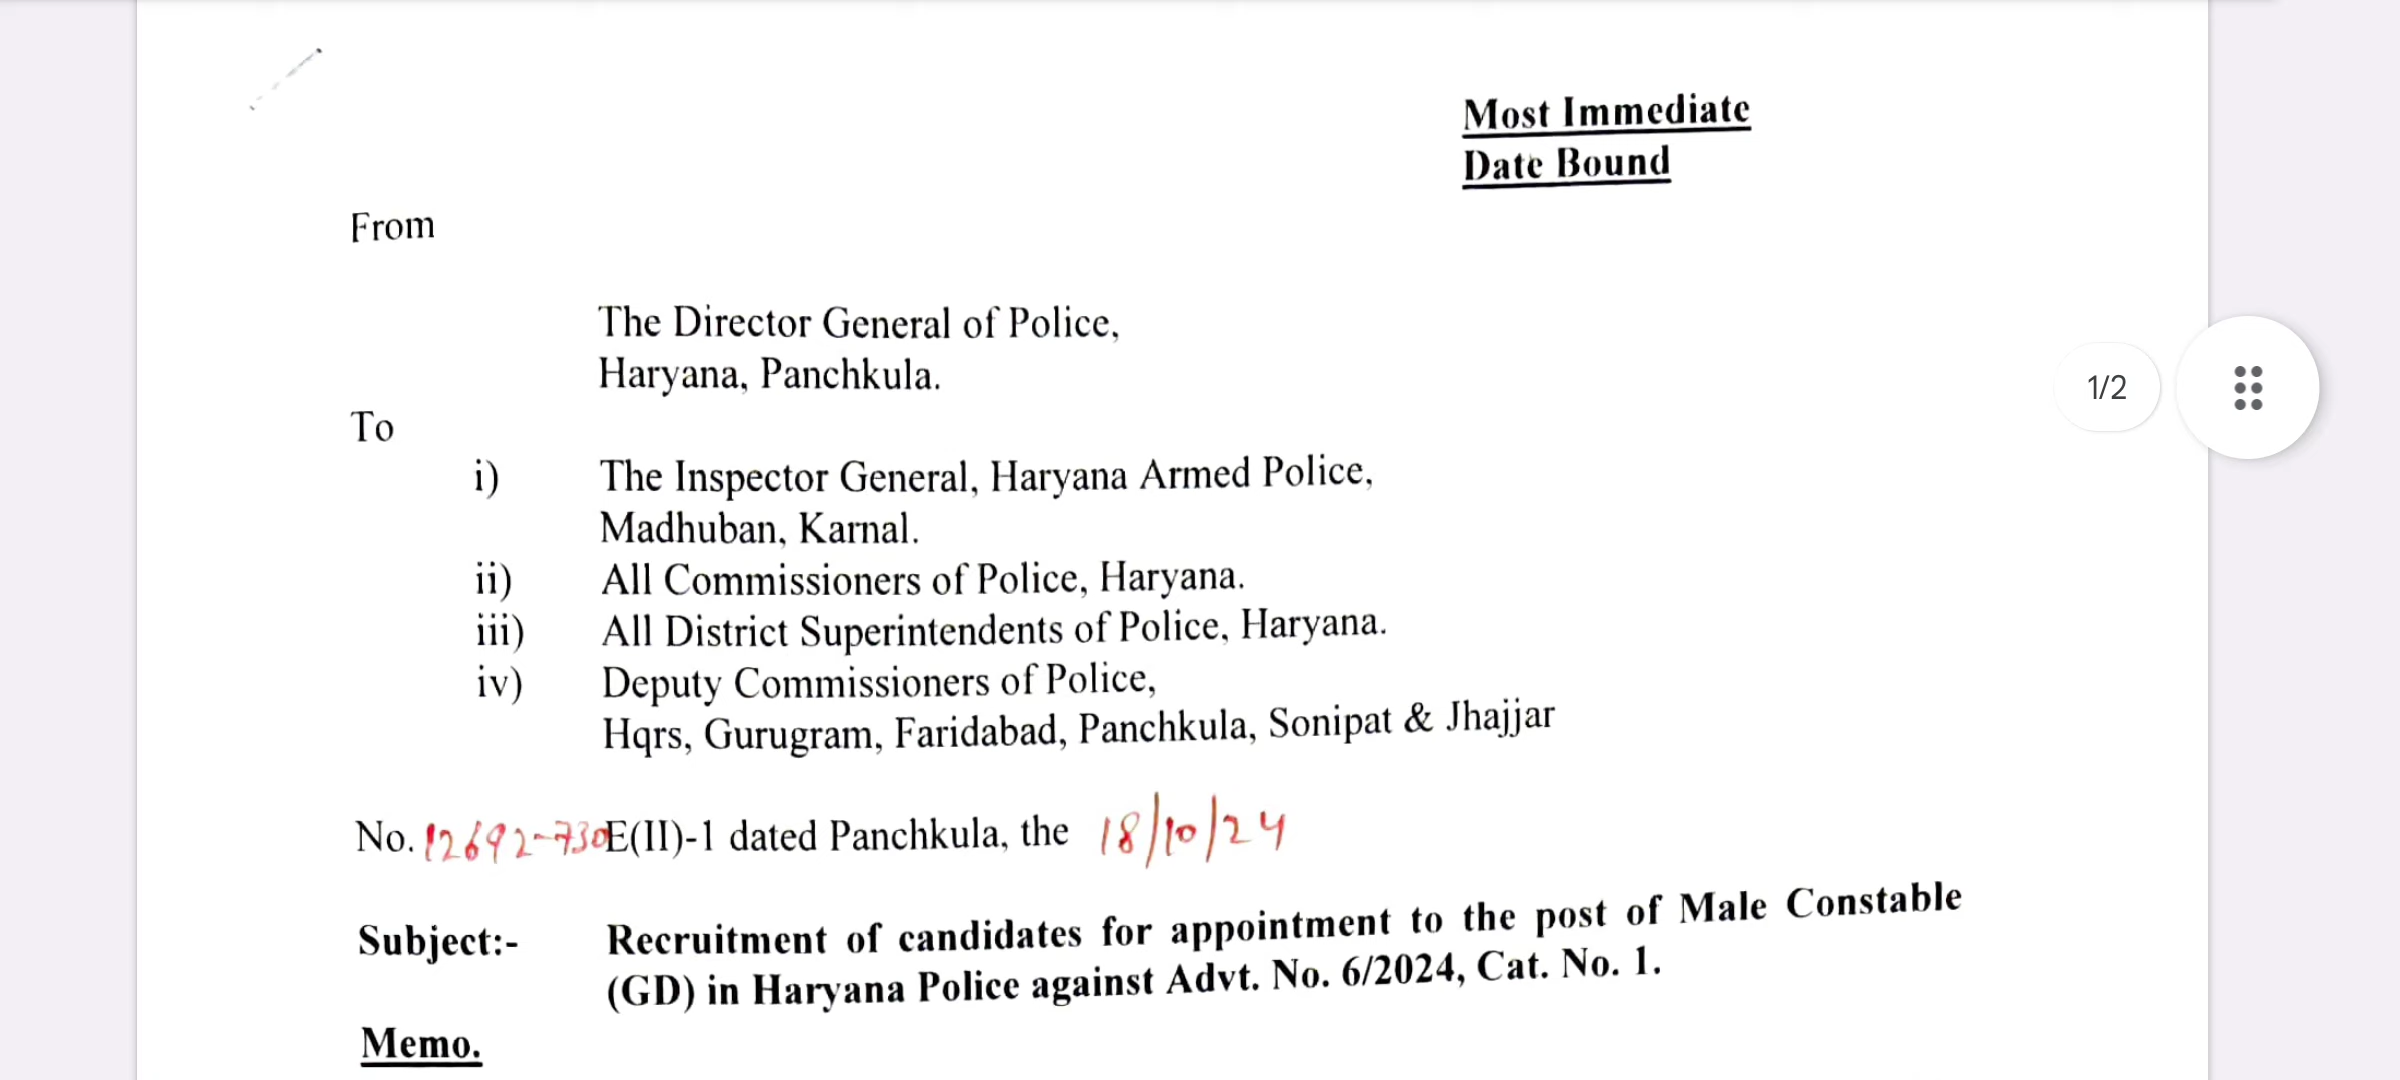 Most Immediate
Date Bound
From
The Director General of Police,
Haryana, Panchkula.
To
i) The Inspector General, Haryana Armed Police,
Madhuban, Karnal.
ii) All Commissioners of Police, Haryana.
iii) All District Superintendents of Police, Haryana.
iv) Deputy Commissioners of Police,
Hqrs, Gurugram, Faridabad, Panchkula, Sonipat & Jhajjar
No. 12692-730E(II)-1 dated Panchkula, the 18/10/24
Subject:- Recruitment of candidates for appointment to the post of Male Constable
(GD) in Haryana Police against Advt. No. 6/2024, Cat. No. 1.
Memo.
1/2